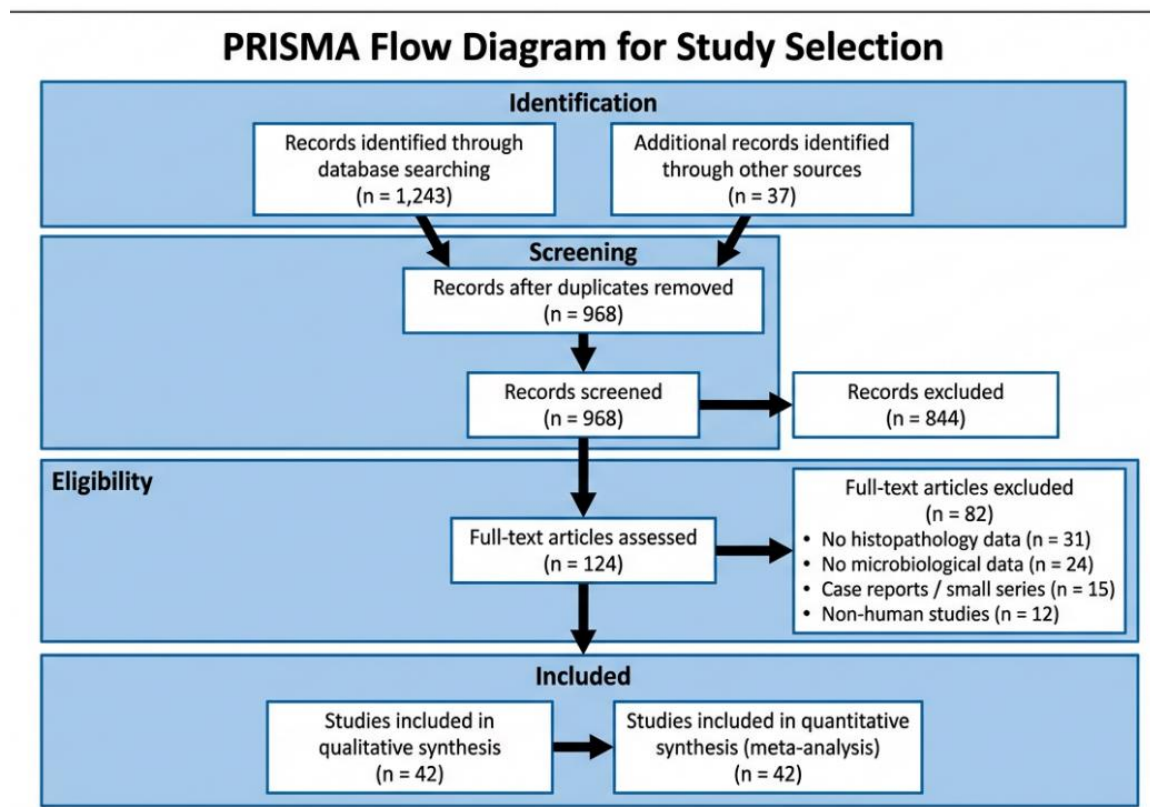 PRISMA Flow Diagram for Study Selection
Identification
Records identified through
database searching
(n = 1,243)
Additional records identified
through other sources
(n = 37)
Screening
Records after duplicates removed
(n = 968)
Records screened
(n = 968)
Records excluded
(n = 844)
Eligibility
Full-text articles assessed
(n = 124)
Full-text articles excluded
(n = 82)
• No histopathology data (n = 31)
• No microbiological data (n = 24)
• Case reports / small series (n = 15)
• Non-human studies (n = 12)
Included
Studies included in
qualitative synthesis
(n = 42)
Studies included in quantitative
synthesis (meta-analysis)
(n = 42)